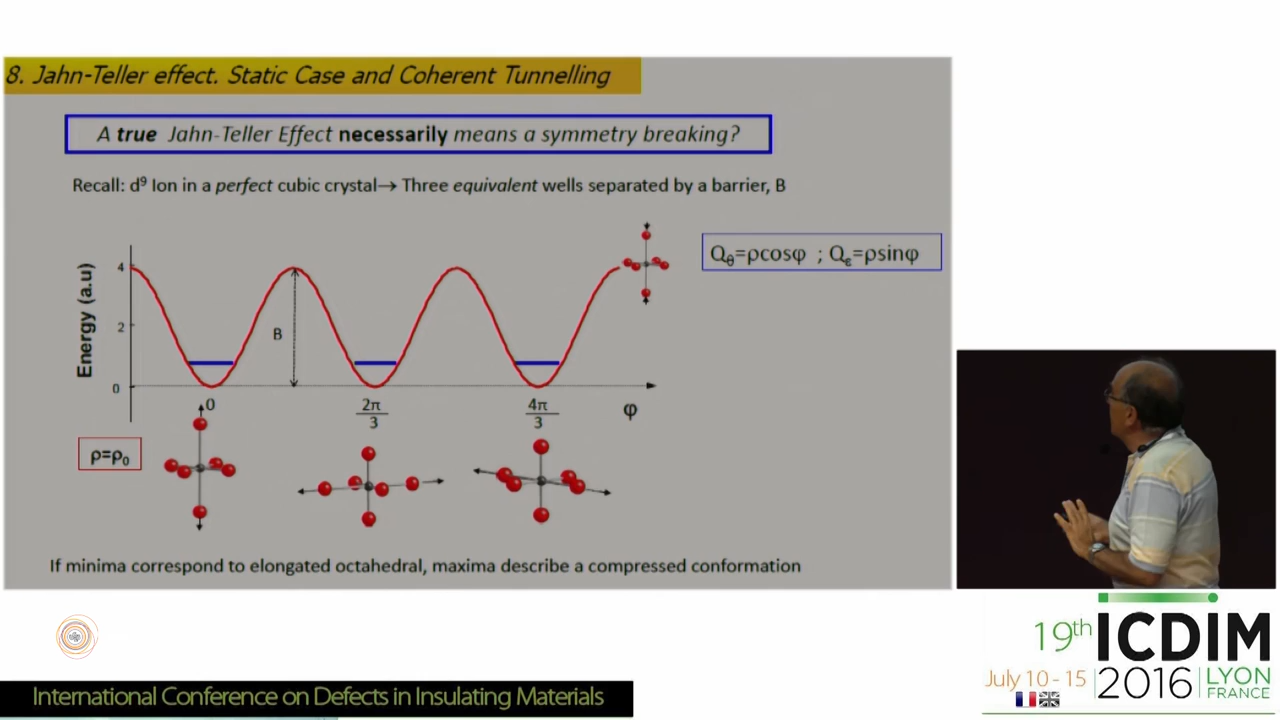 8. Jahn-Teller effect. Static Case and Coherent Tunnelling
A true Jahn-Teller Effect necessarily means a symmetry breaking?
Recall: d⁹ Ion in a perfect cubic crystal→ Three equivalent wells separated by a barrier, B
Qθ=ρcosφ ; Qε=ρsinφ
Energy (a.u)
4
2
0
B
0
2π
3
4π
3
φ
ρ=ρ₀
If minima correspond to elongated octahedral, maxima describe a compressed conformation
19th ICDIM
July 10 - 15 2016 LYON
FRANCE
International Conference on Defects in Insulating Materials